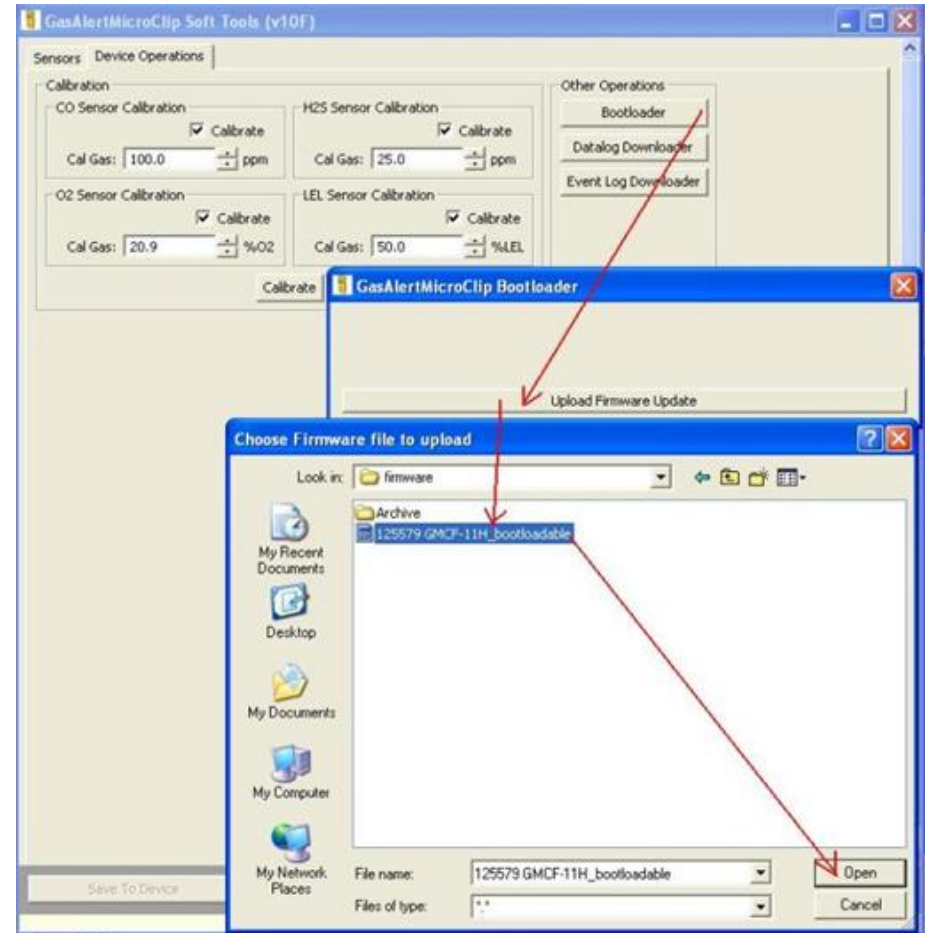 GasAlertMicroClip Soft Tools (v10F)
Sensors Device Operations
Calibration
CO Sensor Calibration
Calibrate
Cal Gas: 100.0 ppm
H2S Sensor Calibration
Calibrate
Cal Gas: 25.0 ppm
O2 Sensor Calibration
Calibrate
Cal Gas: 20.9 %O2
LEL Sensor Calibration
Calibrate
Cal Gas: 50.0 %LEL
Calibrate
Other Operations
Bootloader
Datalog Downloader
Event Log Downloader
GasAlertMicroClip Bootloader
Upload Firmware Update
Choose Firmware file to upload
Look in: firmware
Archive
125579 GMCF-11H_bootloadable
My Recent
Documents
Desktop
My Documents
My Computer
My Network
Places
File name: 125579 GMCF-11H_bootloadable
Open
Files of type: *.*
Cancel
Save To Device